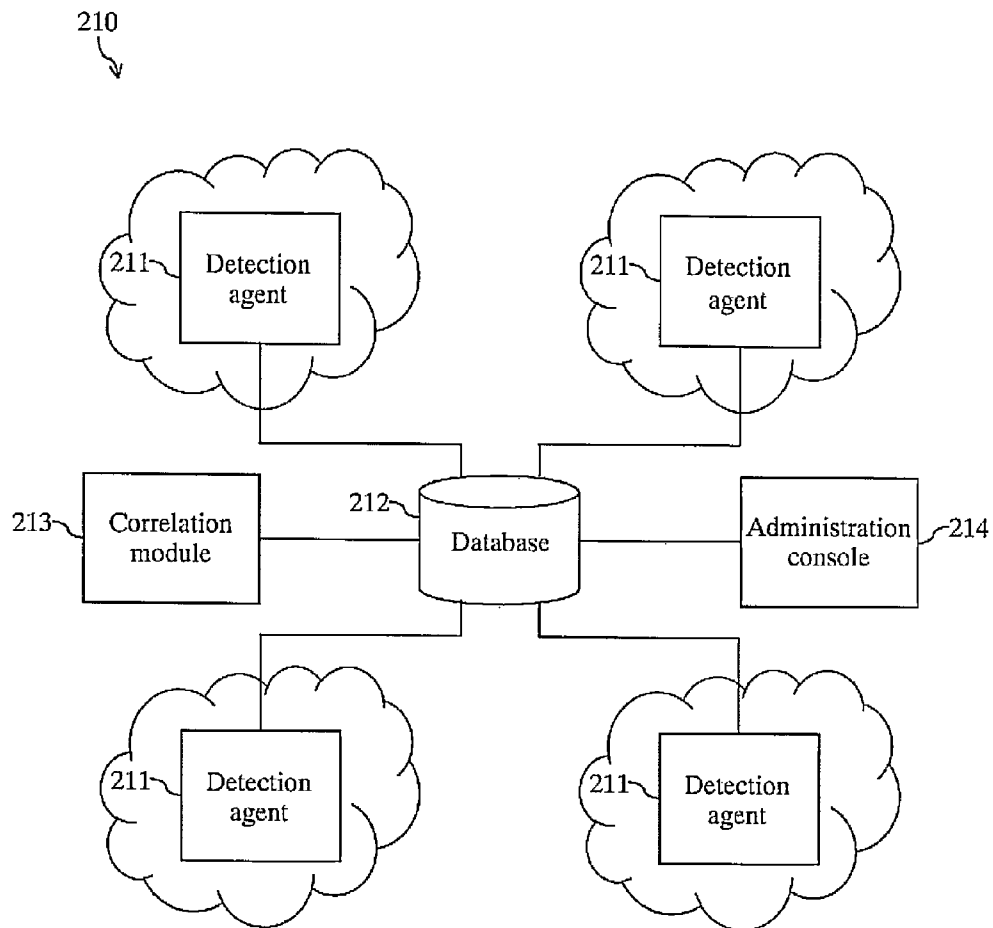 210
211
Detection
agent
211
Detection
agent
213
Correlation
module
212
Database
Administration
console
214
211
Detection
agent
211
Detection
agent